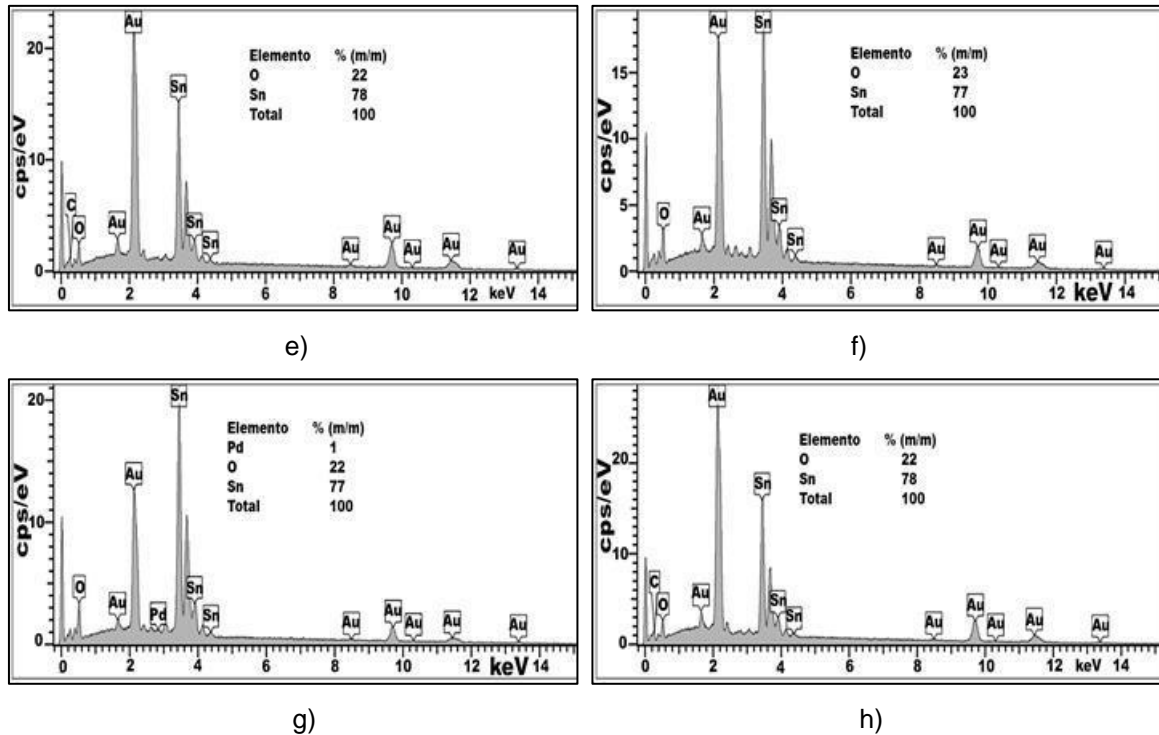 Au
20
Elemento % (m/m)
O 22
Sn 78
Total 100
Sn
10
cps/eV
C
O
Au
Sn
Sn
Au
Au
Au
Au
Au
0
0 2 4 6 8 10 12 keV 14
e)
Au
Sn
15
Elemento % (m/m)
O 23
Sn 77
Total 100
10
cps/eV
5
O
Au
Sn
Sn
Au
Au
Au
Au
Au
0
0 2 4 6 8 10 12 keV 14
f)
20
Sn
Elemento % (m/m)
Pd 1
O 22
Sn 77
Total 100
Au
10
cps/eV
O
Au
Pd
Sn
Sn
Au
Au
Au
Au
Au
0
0 2 4 6 8 10 12 keV 14
g)
Au
20
Elemento % (m/m)
O 22
Sn 78
Total 100
Sn
10
cps/eV
C
O
Au
Sn
Sn
Au
Au
Au
Au
Au
0
0 2 4 6 8 10 12 keV 14
h)